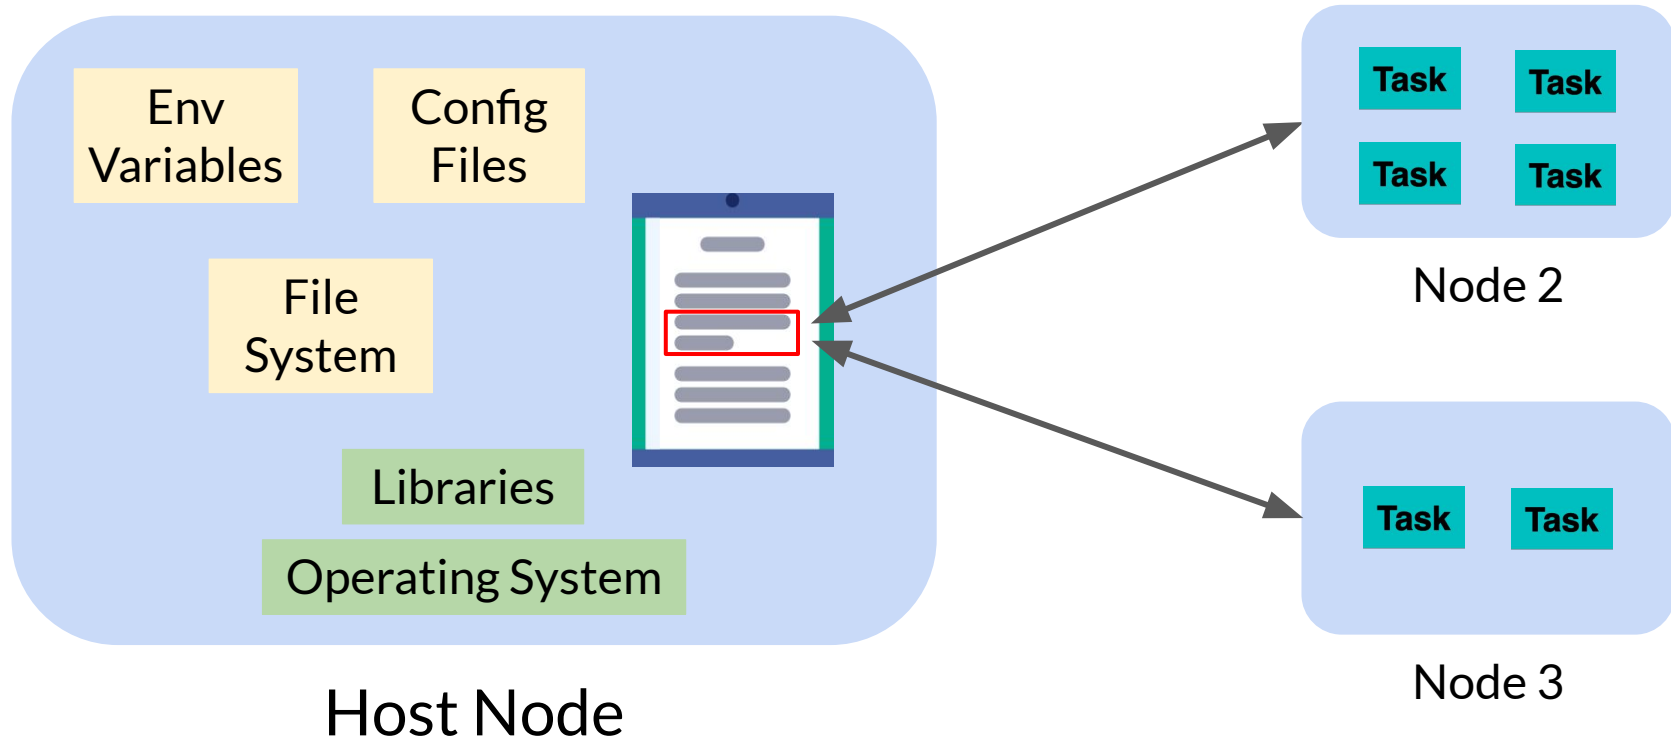 Env
Variables
Config
Files
File
System
Libraries
Operating System
Host Node
Task
Task
Task
Task
Node 2
Task
Task
Node 3